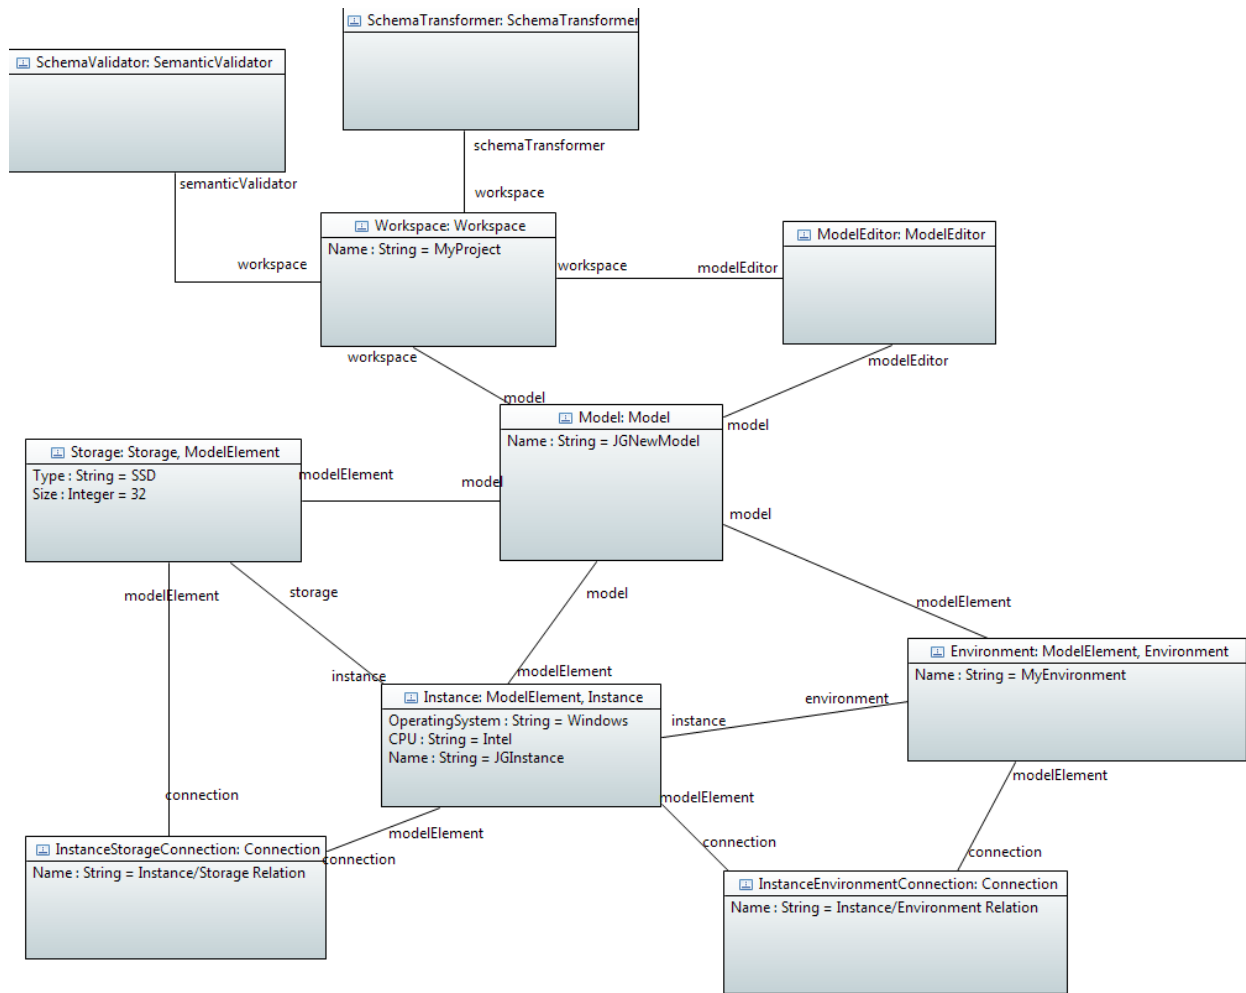 SchemaTransformer: SchemaTransformer
SchemaValidator: SemanticValidator
schemaTransformer
semanticValidator
workspace
Workspace: Workspace
Name : String = MyProject
ModelEditor: ModelEditor
workspace
workspace
modelEditor
workspace
modelEditor
model
Model: Model
Name : String = JGNewModel
model
Storage: Storage, ModelElement
Type : String = SSD
Size : Integer = 32
modelElement
model
model
modelElement
storage
model
modelElement
instance
modelElement
Environment: ModelElement, Environment
Name : String = MyEnvironment
Instance: ModelElement, Instance
OperatingSystem : String = Windows
CPU : String = Intel
Name : String = JGInstance
instance
environment
modelElement
connection
modelElement
modelElement
connection
connection
connection
InstanceStorageConnection: Connection
Name : String = Instance/Storage Relation
InstanceEnvironmentConnection: Connection
Name : String = Instance/Environment Relation